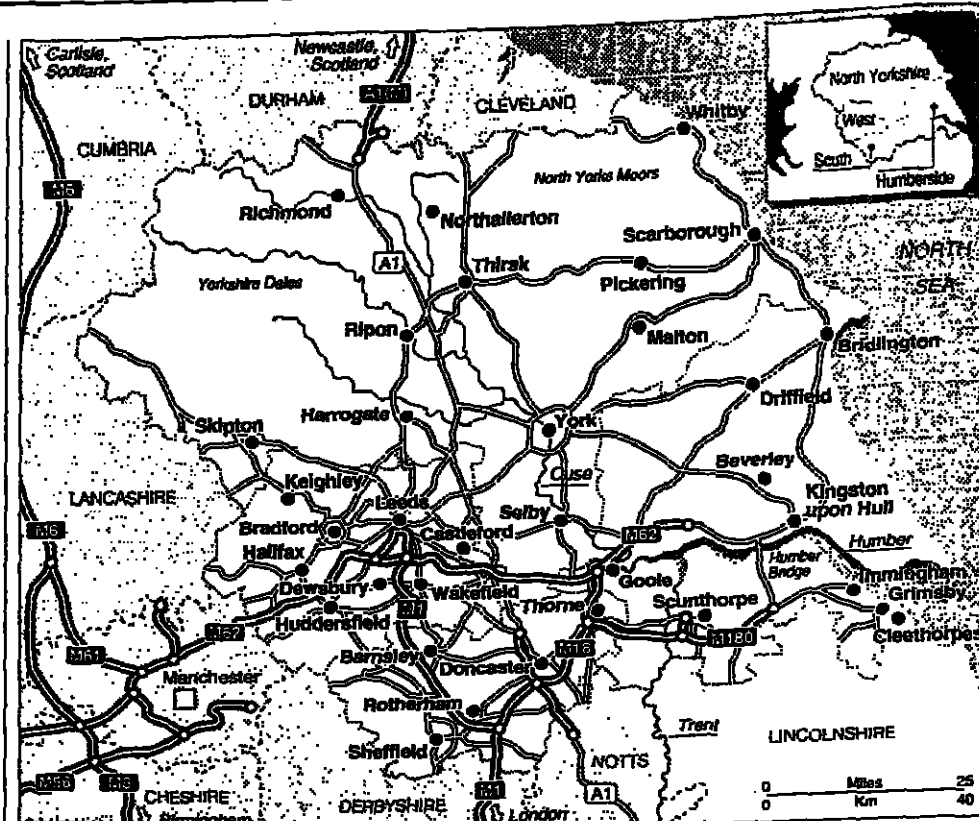 Carlisle,
Scotland
Newcastle,
Scotland
DURHAM
CLEVELAND
CUMBRIA
Whitby
North Yorkshire
West
South
Humberside
North Yorks Moors
Richmond
Northallerton
Scarborough
NORTH
SEA
A1
Thirsk
Pickering
Yorkshire Dales
Ripon
Malton
Bridlington
Driffield
Harrogate
York
Skipton
Ouse
Beverley
Keighley
LANCASHIRE
Leeds
Kingston
upon Hull
Bradford
Selby
Castleford
M6
M62
Halifax
Humber
Humber
Bridge
Goole
Immingham
Dewsbury
Wakefield
Grimsby
Thorne
Scunthorpe
M1
Huddersfield
M62
Cleethorpes
M180
M61
Barnsley
Doncaster
M18
Manchester
Rotherham
Trent
LINCOLNSHIRE
Sheffield
NOTTS
M56
M6
CHESHIRE
Birmingham
DERBYSHIRE
M1
London
A1
0 Miles 25
0 Km 40